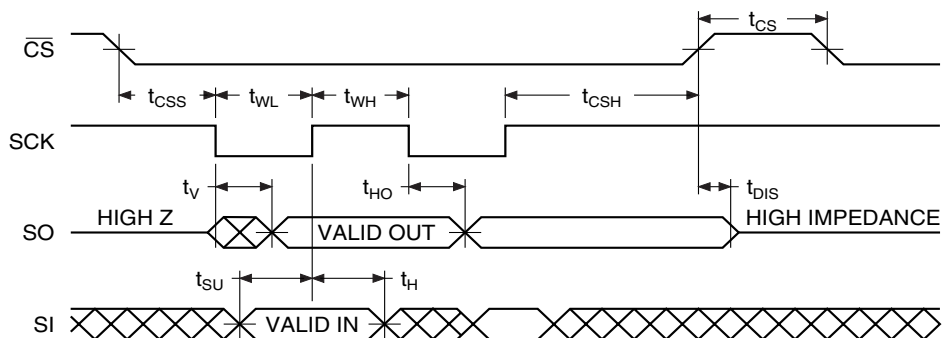 t_CS
C̅S̅
t_CSS t_WL t_WH t_CSH
SCK
t_V t_HO t_DIS
HIGH Z HIGH IMPEDANCE
SO VALID OUT
t_SU t_H
SI VALID IN